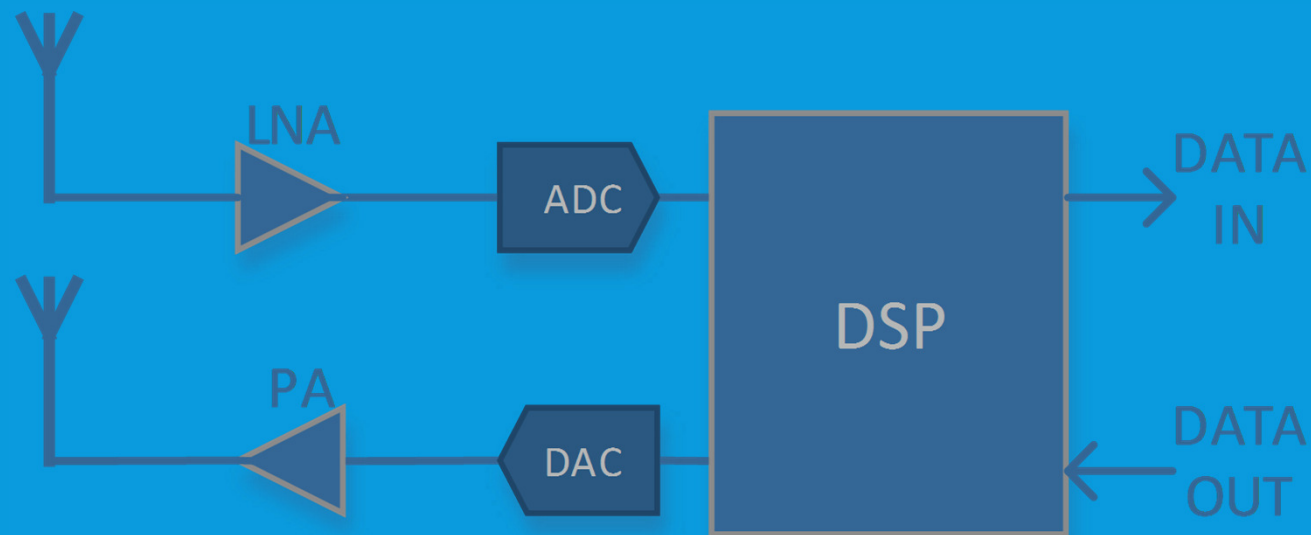 LNA
ADC
DATA
IN
DSP
PA
DAC
DATA
OUT